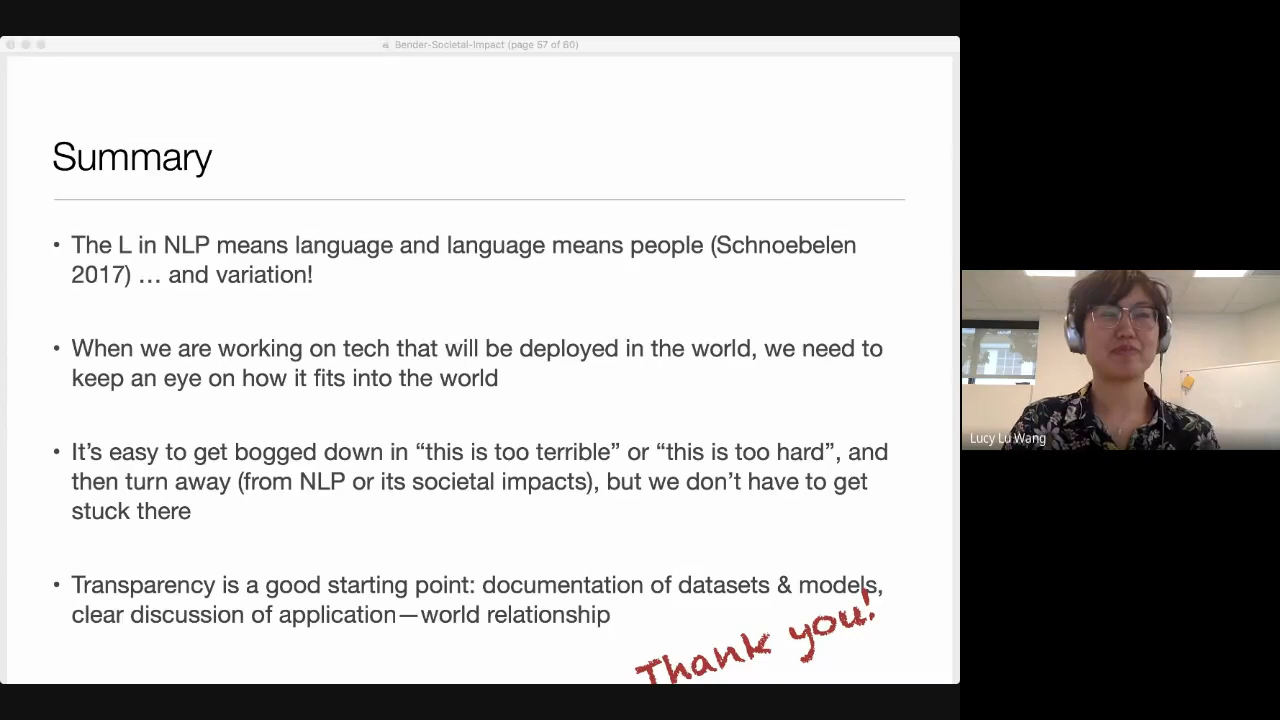 Bender-Societal-Impact (page 57 of 60)
Summary
• The L in NLP means language and language means people (Schnoebelen
2017) … and variation!
• When we are working on tech that will be deployed in the world, we need to
keep an eye on how it fits into the world
• It’s easy to get bogged down in “this is too terrible” or “this is too hard”, and
then turn away (from NLP or its societal impacts), but we don’t have to get
stuck there
• Transparency is a good starting point: documentation of datasets & models,
clear discussion of application—world relationship
Thank you!
Lucy Lu Wang